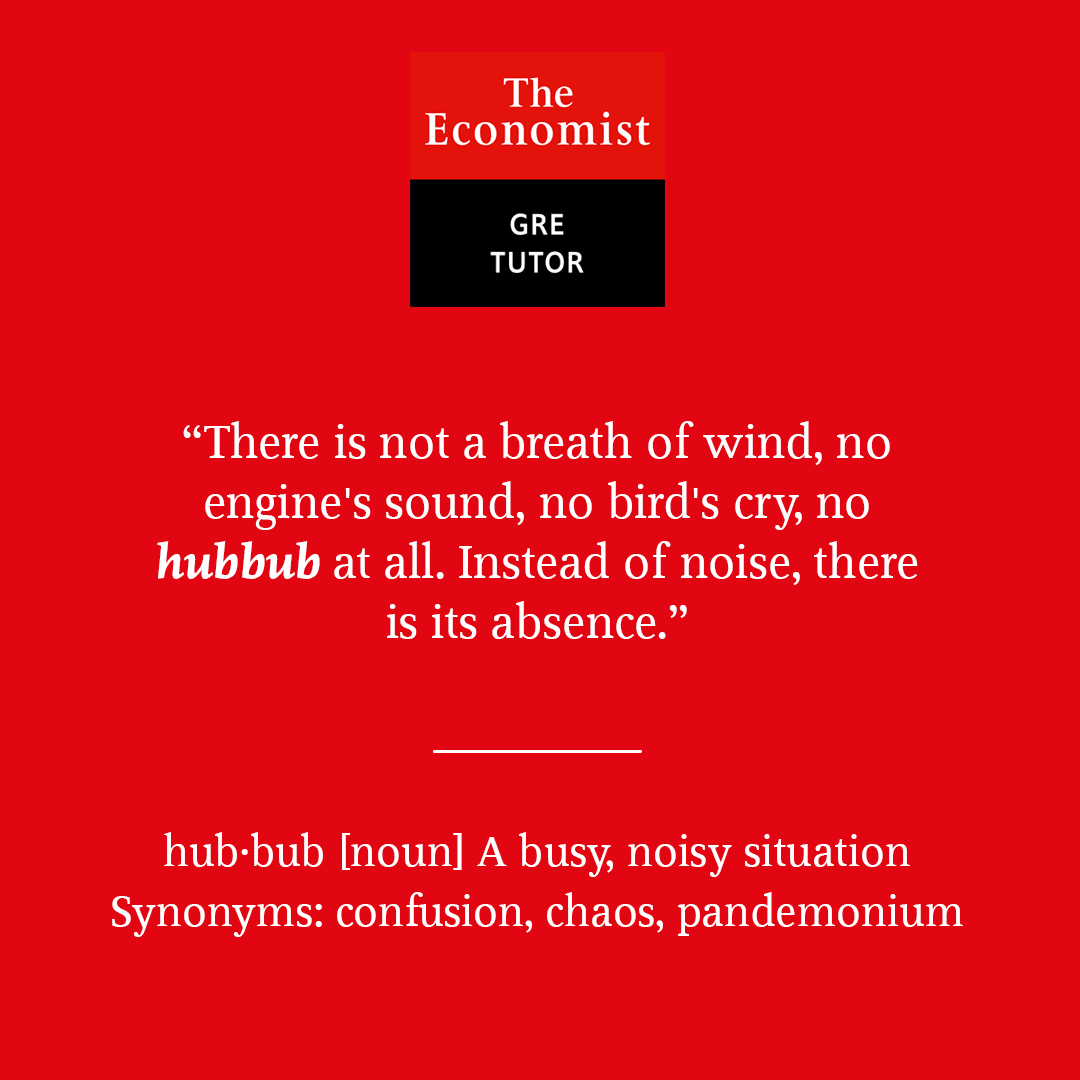 The
Economist
GRE
TUTOR
“There is not a breath of wind, no
engine's sound, no bird's cry, no
hubbub at all. Instead of noise, there
is its absence.”
hub·bub [noun] A busy, noisy situation
Synonyms: confusion, chaos, pandemonium